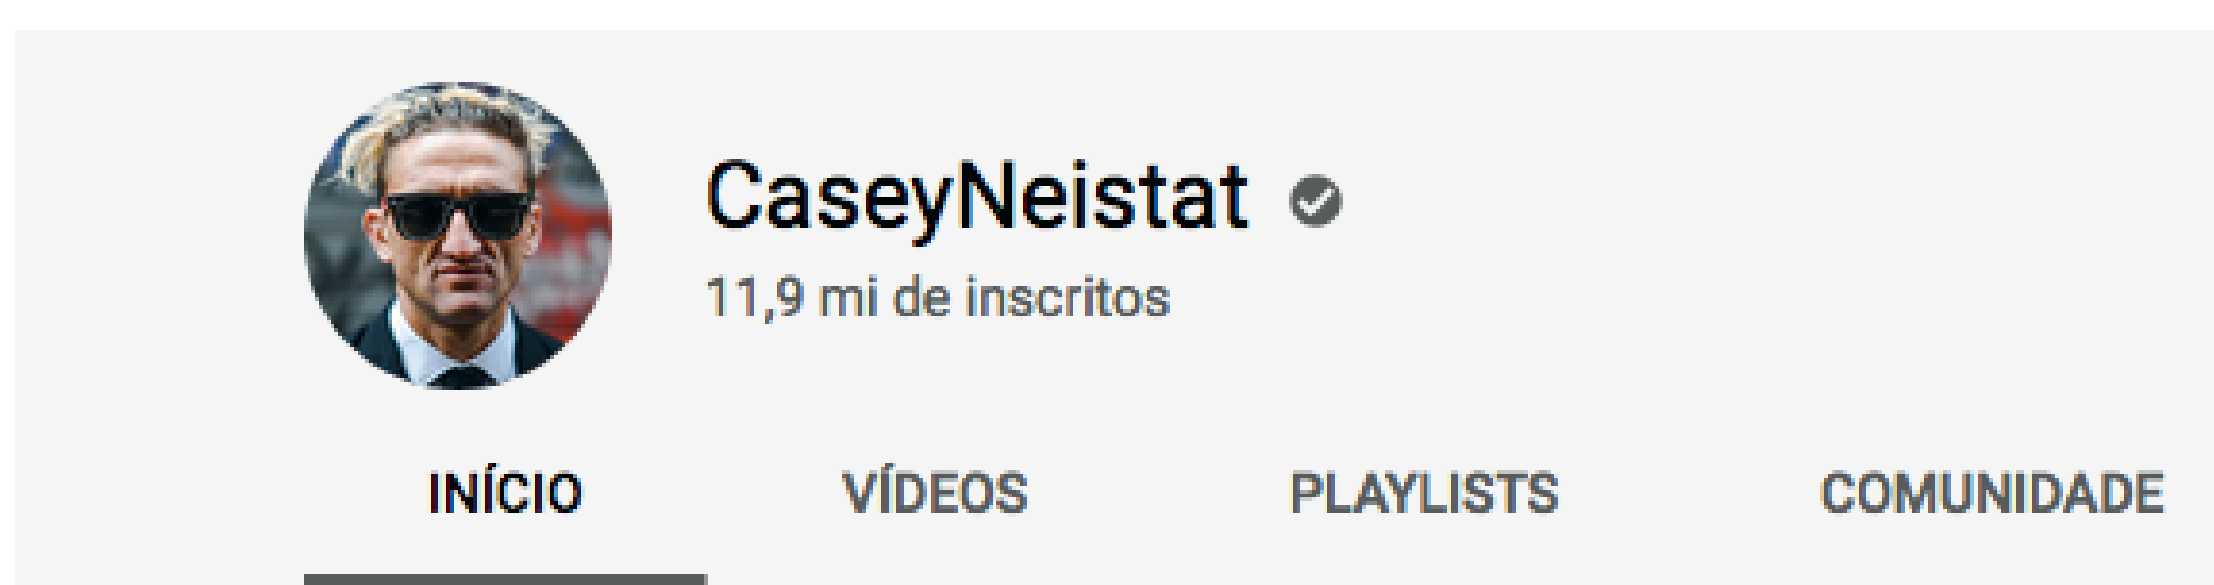 CaseyNeistat
11,9 mi de inscritos
INÍCIO VÍDEOS PLAYLISTS COMUNIDADE